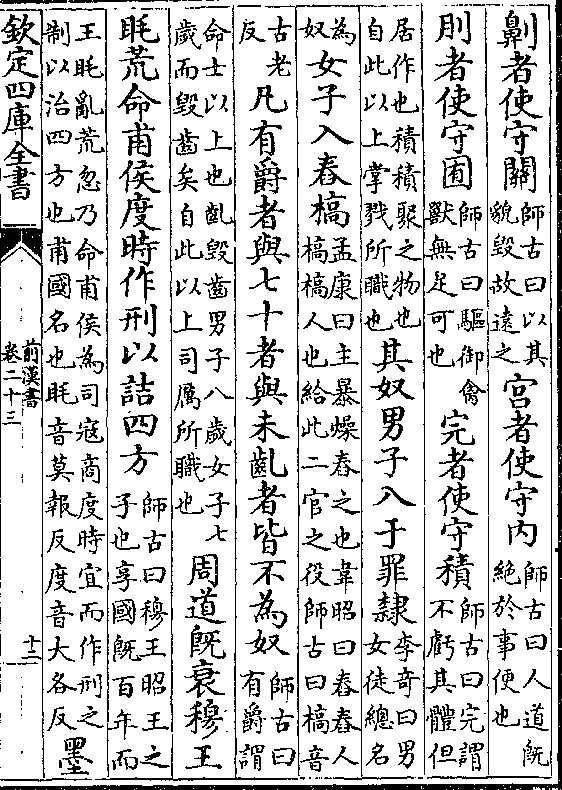 劓者使守關師古曰以其貌毀故遠之宮者使守内師古曰人道既絕於事便也
刖者使守囿師古曰驅御禽獸無足可也完者使守積師古曰完謂不虧其體但
居作也積積聚之物也自此以上掌戮所職也其奴男子入于罪隸李奇曰男女徒總名
為奴女子入舂槁孟康曰主暴燥舂之也韋昭曰舂舂人槁槁人也給此二官之役師古曰槁音
古老反凡有爵者與七十者與未齔者皆不為奴師古曰有爵謂
命士以上也齔毀齒男子八歲女子七歲而毀齒矣自此以上司厲所職也周道既衰穆王
眊荒命甫侯度時作刑以詰四方師古曰穆王昭王之子也享國既百年而
王眊亂荒忽乃命甫侯為司寇商度時宜而作刑之制以治四方也甫國名也眊音莫報反度音大各反墨
欽定四庫全書
前漢書
卷二十三
十二